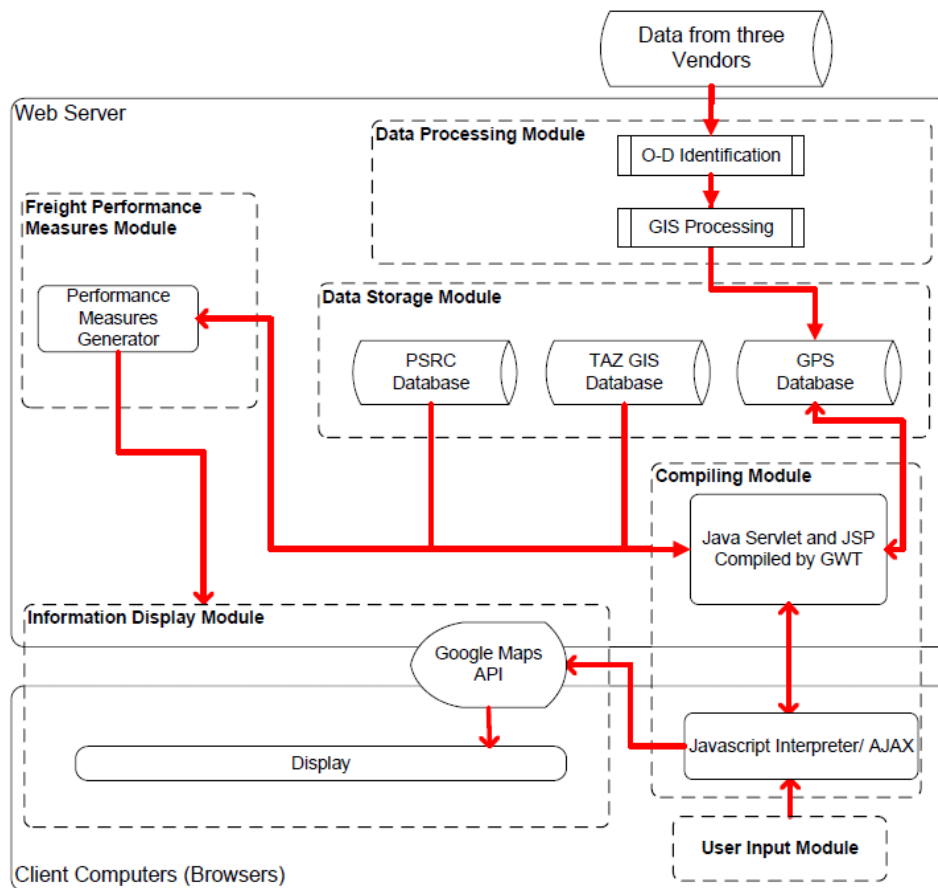 Data from three
Vendors
Web Server
Data Processing Module
O-D Identification
GIS Processing
Freight Performance
Measures Module
Performance
Measures
Generator
Data Storage Module
PSRC
Database
TAZ GIS
Database
GPS
Database
Compiling Module
Java Servlet and JSP
Compiled by GWT
Information Display Module
Google Maps
API
Javascript Interpreter/ AJAX
Display
User Input Module
Client Computers (Browsers)